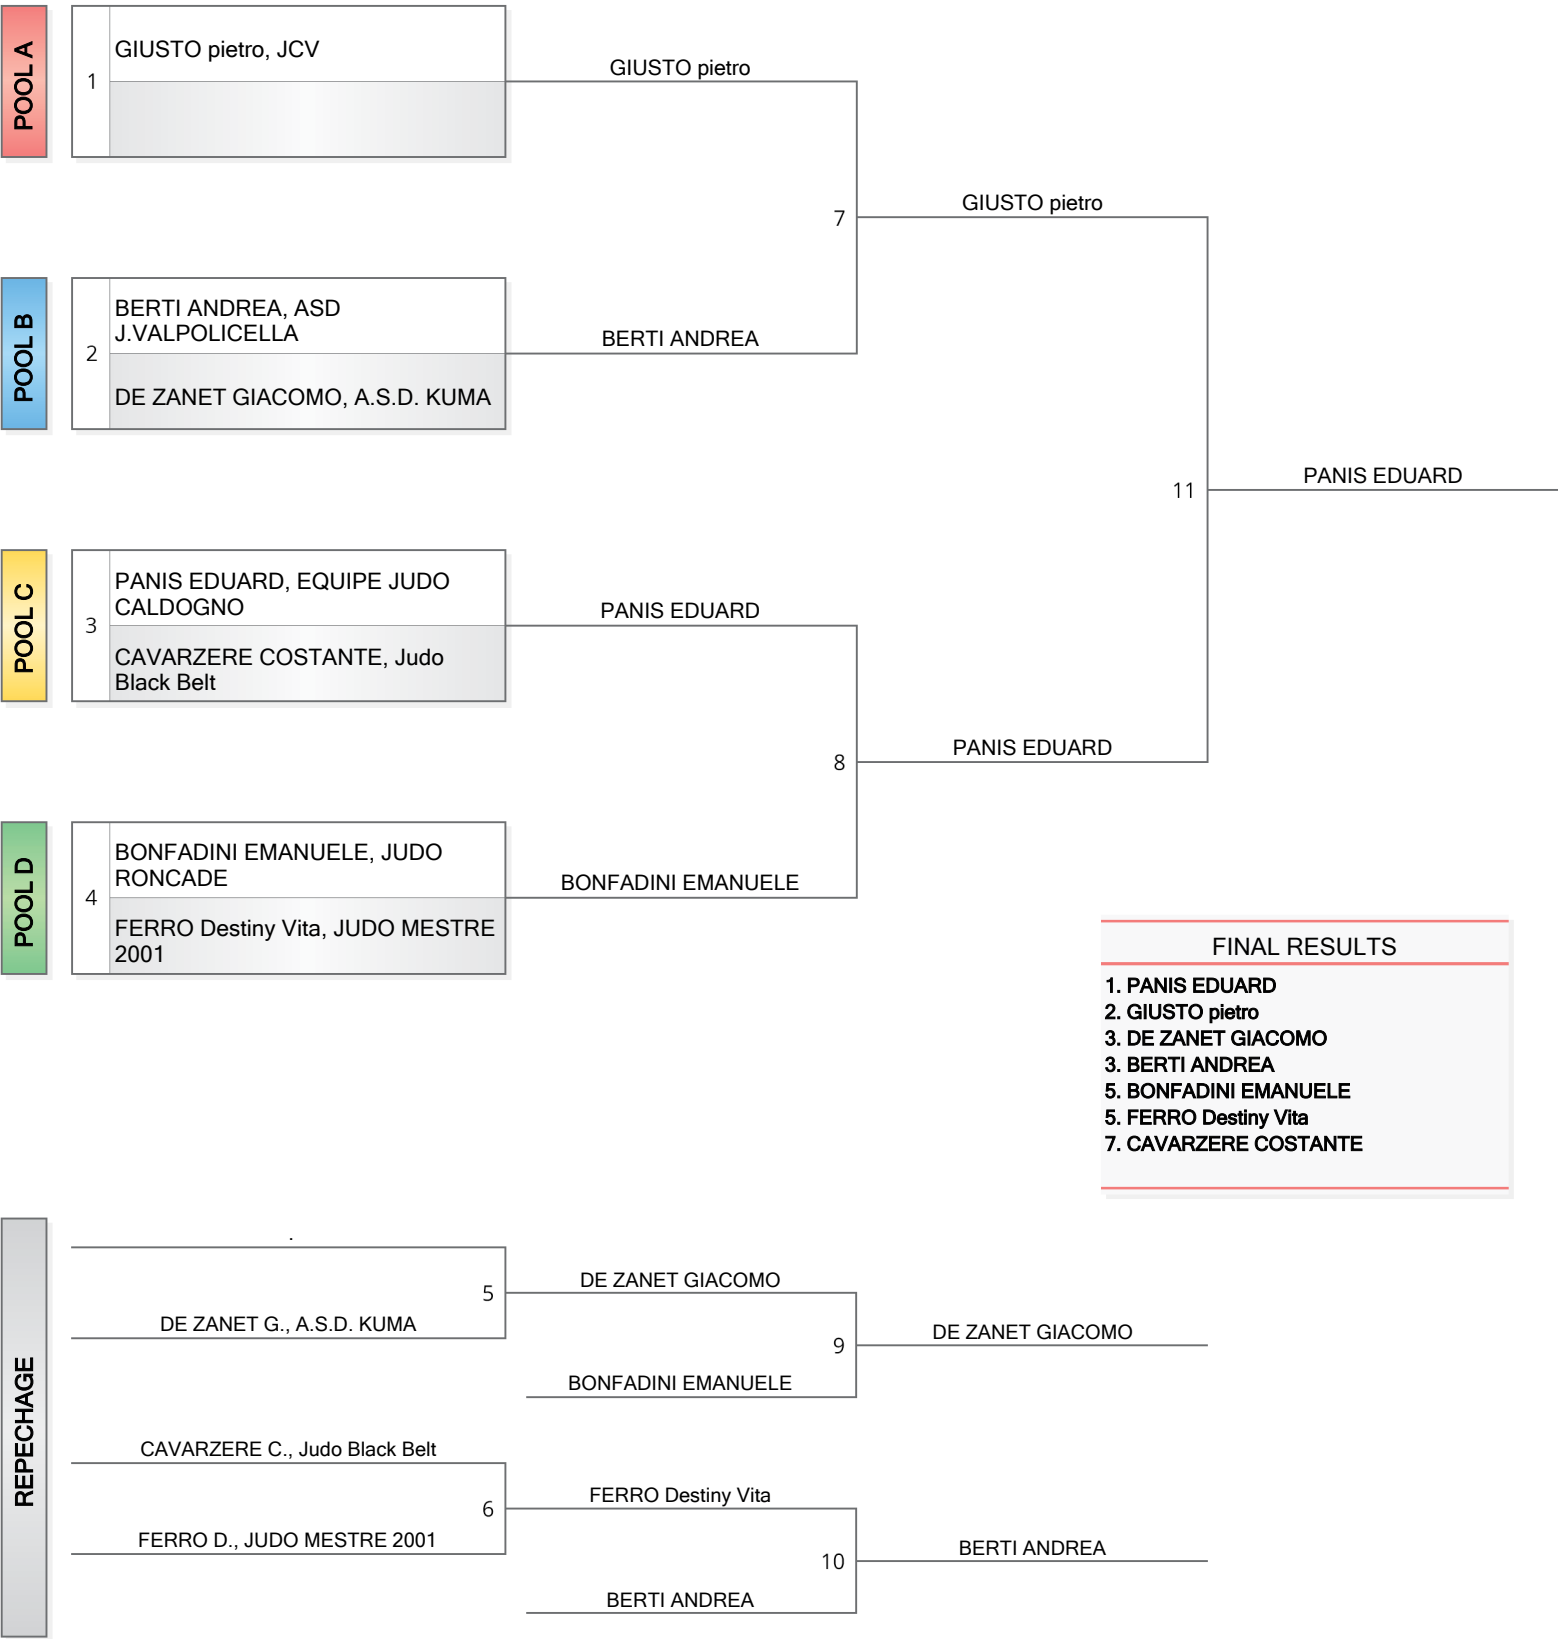 POOL A
1
GIUSTO pietro, JCV
GIUSTO pietro
7
GIUSTO pietro
POOL B
2
BERTI ANDREA, ASD
J.VALPOLICELLA
DE ZANET GIACOMO, A.S.D. KUMA
BERTI ANDREA
11
PANIS EDUARD
POOL C
3
PANIS EDUARD, EQUIPE JUDO
CALDOGNO
CAVARZERE COSTANTE, Judo
Black Belt
PANIS EDUARD
8
PANIS EDUARD
POOL D
4
BONFADINI EMANUELE, JUDO
RONCADE
FERRO Destiny Vita, JUDO MESTRE
2001
BONFADINI EMANUELE
FINAL RESULTS
1. PANIS EDUARD
2. GIUSTO pietro
3. DE ZANET GIACOMO
3. BERTI ANDREA
5. BONFADINI EMANUELE
5. FERRO Destiny Vita
7. CAVARZERE COSTANTE
REPECHAGE
.
5
DE ZANET G., A.S.D. KUMA
DE ZANET GIACOMO
9
DE ZANET GIACOMO
BONFADINI EMANUELE
CAVARZERE C., Judo Black Belt
6
FERRO D., JUDO MESTRE 2001
FERRO Destiny Vita
10
BERTI ANDREA
BERTI ANDREA